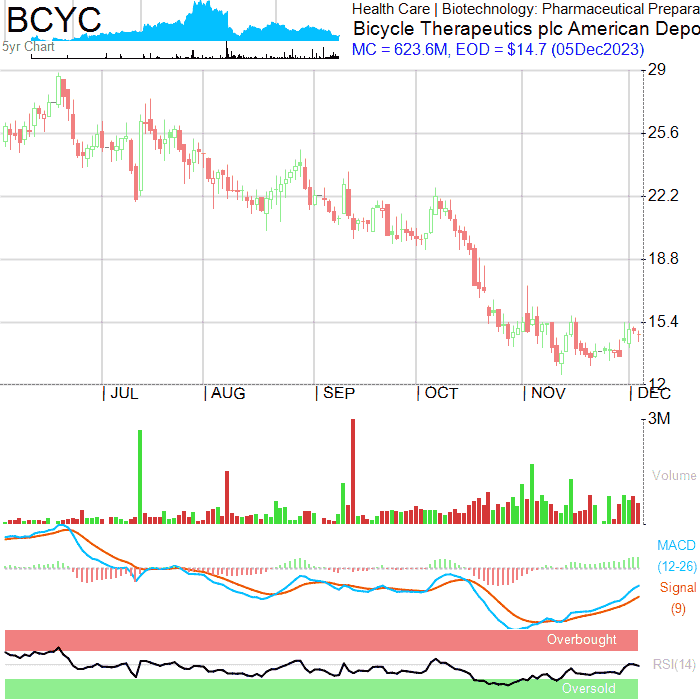 BCYC
5yr Chart
Health Care | Biotechnology: Pharmaceutical Prepara
Bicycle Therapeutics plc American Depo
MC = 623.6M, EOD = $14.7 (05Dec2023)
29
25.6
22.2
18.8
15.4
12
| JUL | AUG | SEP | OCT | NOV | DEC
3M
Volume
MACD
(12-26)
Signal
(9)
Overbought
RSI(14)
Oversold